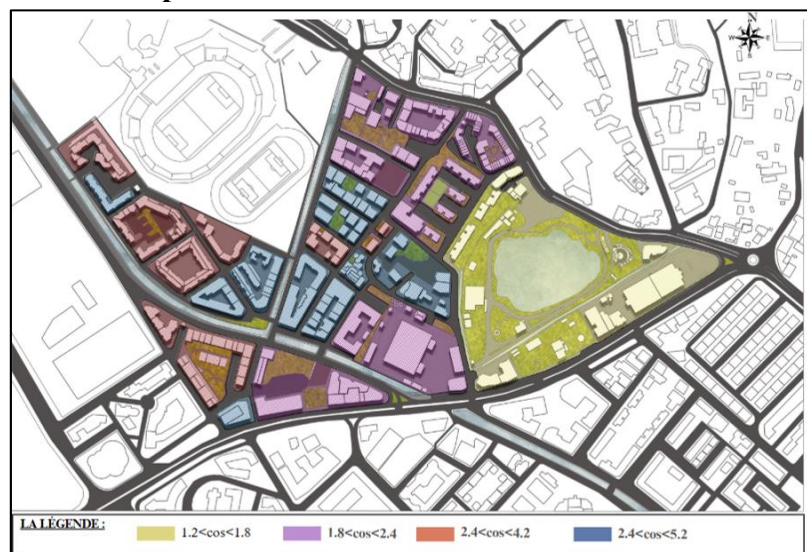 N
W E
LA LÉGENDE :
1.2<cos<1.8
1.8<cos<2.4
2.4<cos<4.2
2.4<cos<5.2